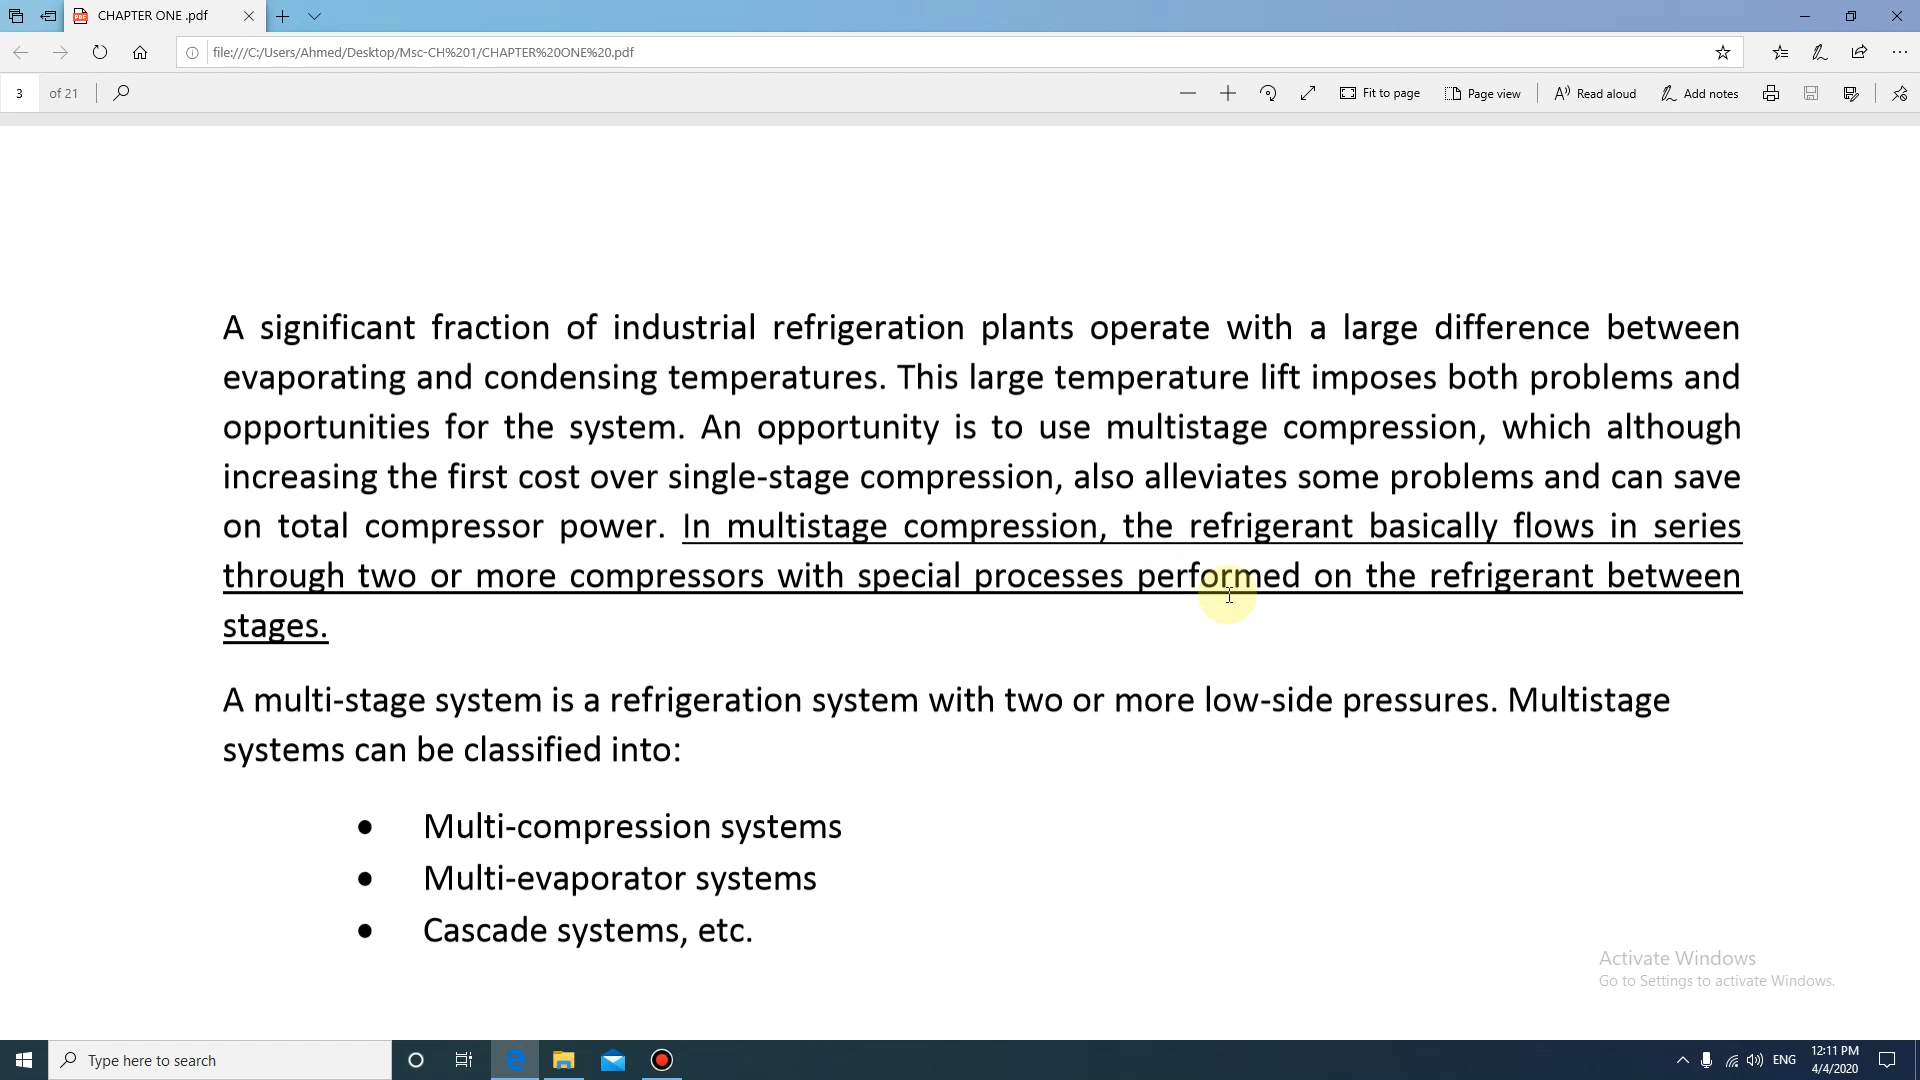 CHAPTER ONE .pdf
file:///C:/Users/Ahmed/Desktop/Msc-CH%201/CHAPTER%20ONE%20.pdf
3 of 21 Fit to page Page view Read aloud Add notes
A significant fraction of industrial refrigeration plants operate with a large difference between
evaporating and condensing temperatures. This large temperature lift imposes both problems and
opportunities for the system. An opportunity is to use multistage compression, which although
increasing the first cost over single-stage compression, also alleviates some problems and can save
on total compressor power. In multistage compression, the refrigerant basically flows in series
through two or more compressors with special processes performed on the refrigerant between
stages.
A multi-stage system is a refrigeration system with two or more low-side pressures. Multistage
systems can be classified into:
• Multi-compression systems
• Multi-evaporator systems
• Cascade systems, etc.
Activate Windows
Go to Settings to activate Windows.
Type here to search
ENG
12:11 PM
4/4/2020